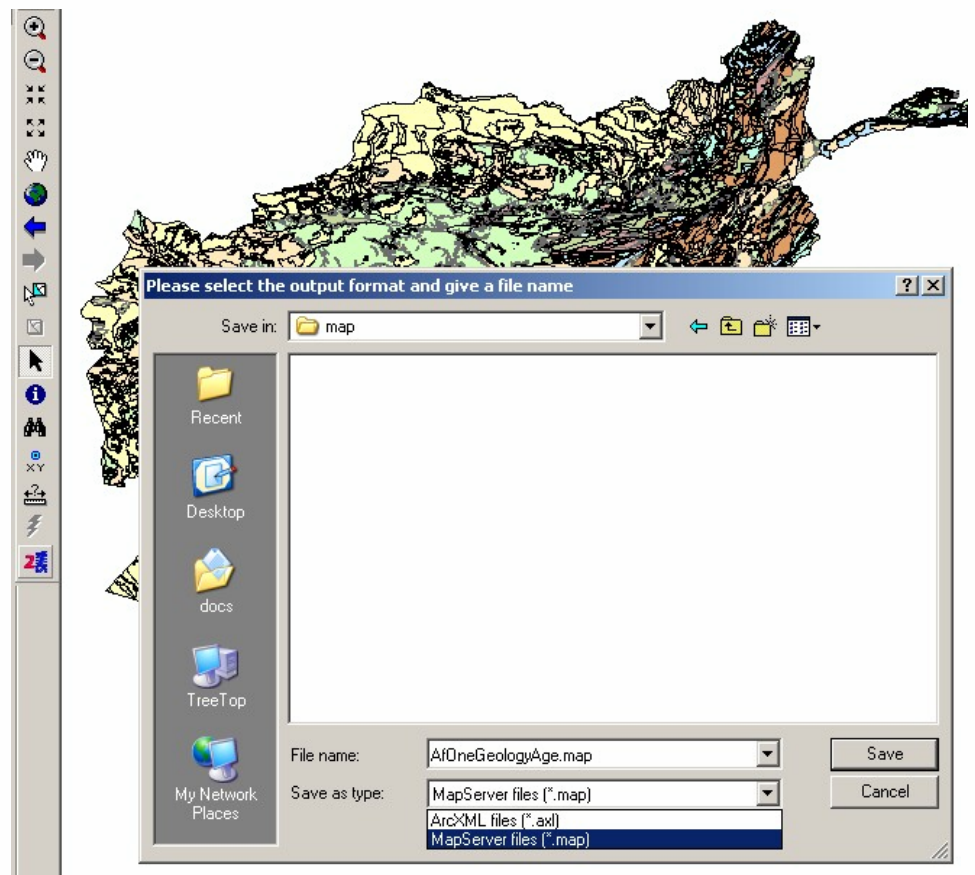 Please select the output format and give a file name
Save in: map
Recent
Desktop
docs
TreeTop
My Network
Places
File name: AfOneGeologyAge.map Save
Save as type: MapServer files (*.map) Cancel
ArcXML files (*.axl)
MapServer files (*.map)
XY